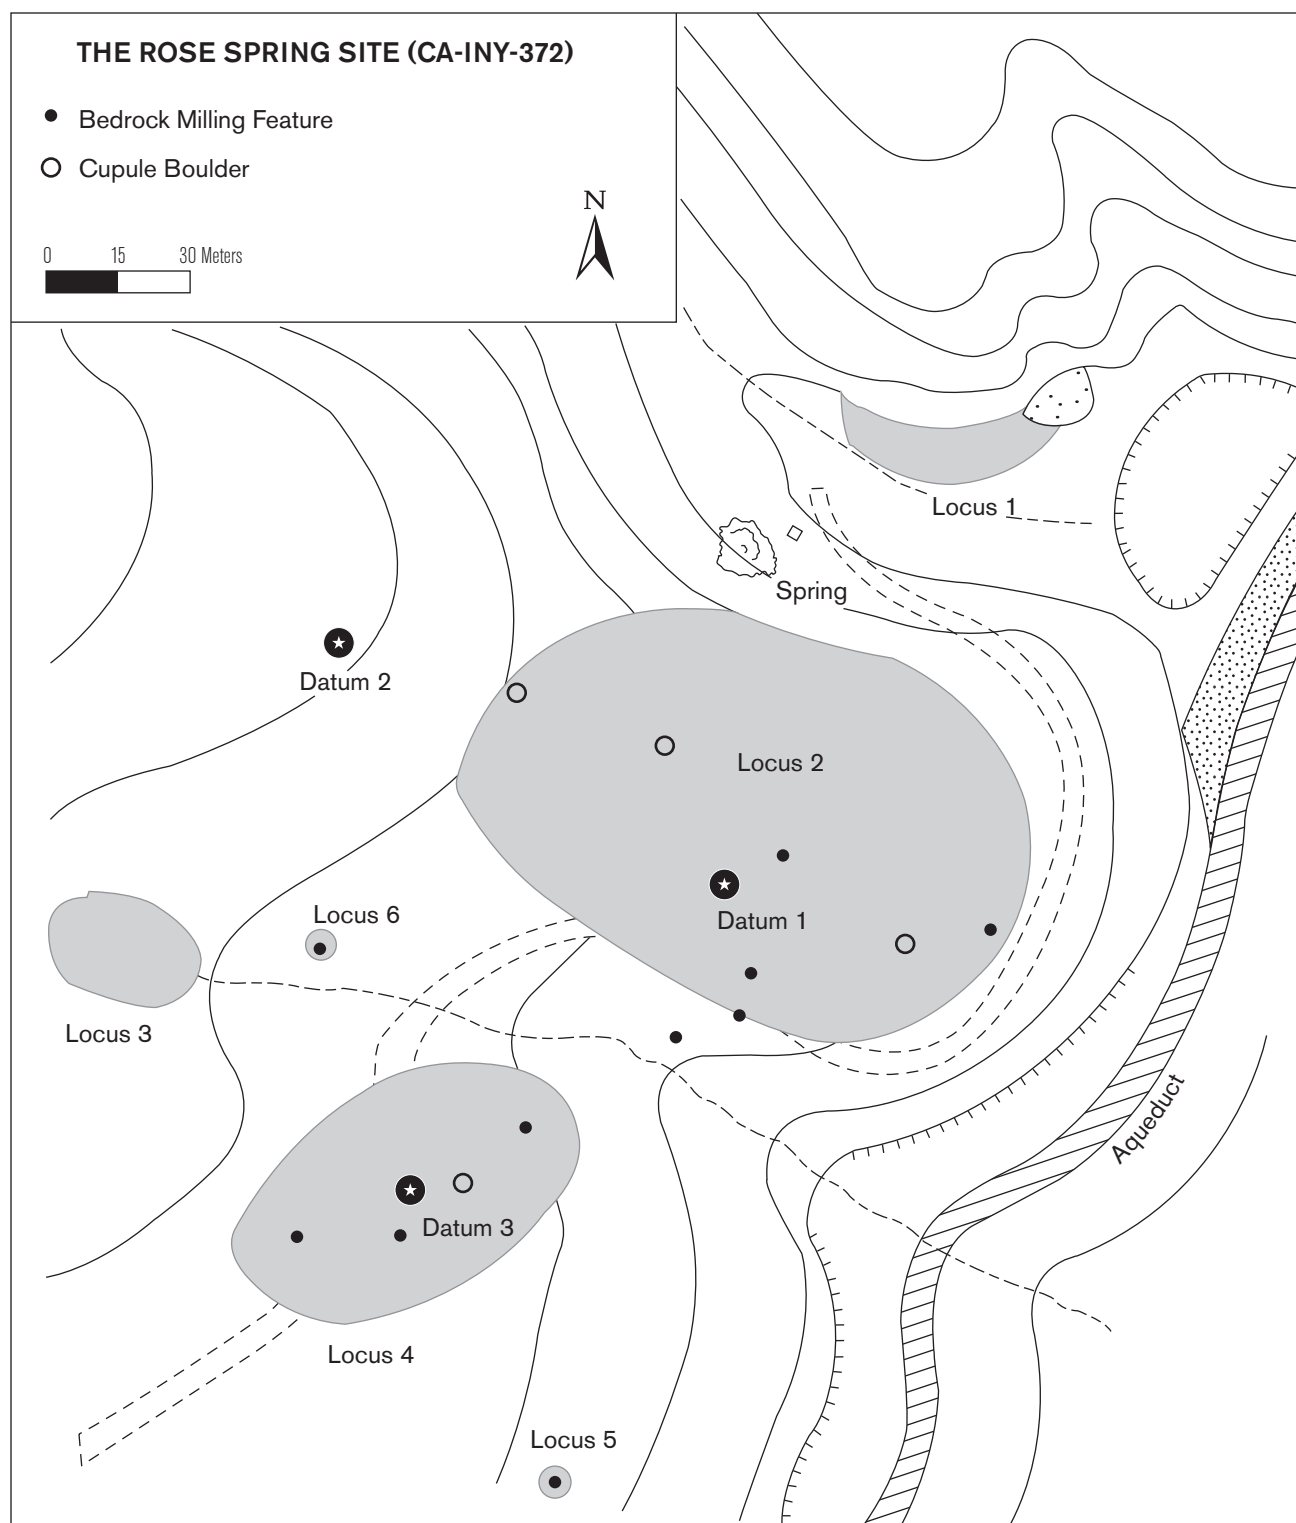 THE ROSE SPRING SITE (CA-INY-372)
Bedrock Milling Feature
Cupule Boulder
N
0 15 30 Meters
Locus 1
Spring
Datum 2
Locus 2
Locus 6
Datum 1
Locus 3
Aqueduct
Datum 3
Locus 4
Locus 5